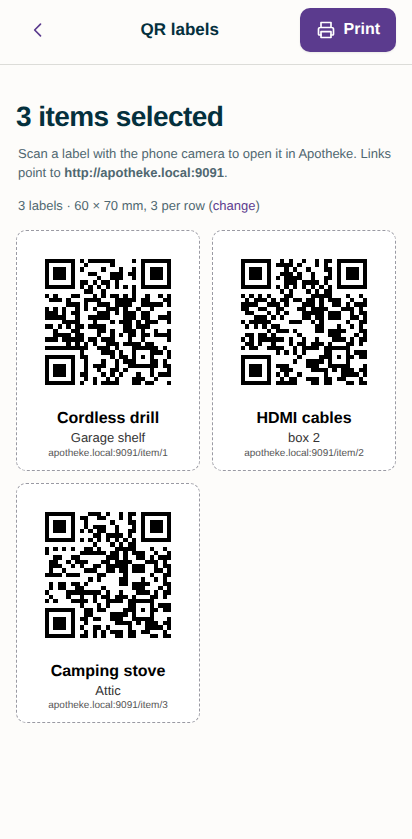 QR labels
Print
3 items selected
Scan a label with the phone camera to open it in Apotheke. Links
point to http://apotheke.local:9091.
3 labels · 60 × 70 mm, 3 per row (change)
Cordless drill
Garage shelf
apotheke.local:9091/item/1
HDMI cables
box 2
apotheke.local:9091/item/2
Camping stove
Attic
apotheke.local:9091/item/3